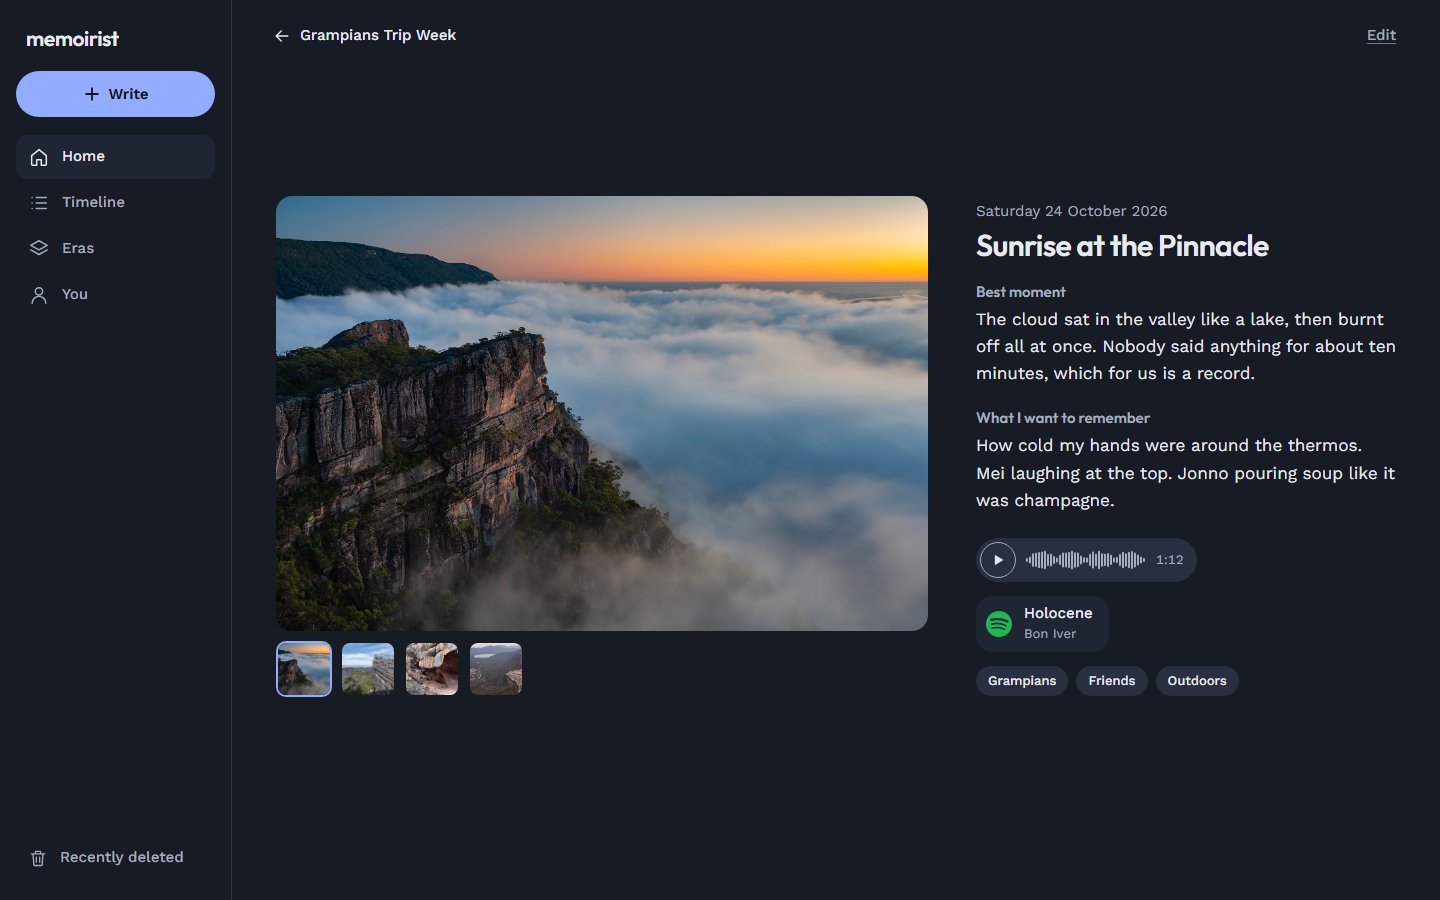 memoirist
Write
Home
Timeline
Eras
You
Recently deleted
Grampians Trip Week
Edit
Saturday 24 October 2026
Sunrise at the Pinnacle
Best moment
The cloud sat in the valley like a lake, then burnt
off all at once. Nobody said anything for about ten
minutes, which for us is a record.
What I want to remember
How cold my hands were around the thermos.
Mei laughing at the top. Jonno pouring soup like it
was champagne.
1:12
Holocene
Bon Iver
Grampians
Friends
Outdoors